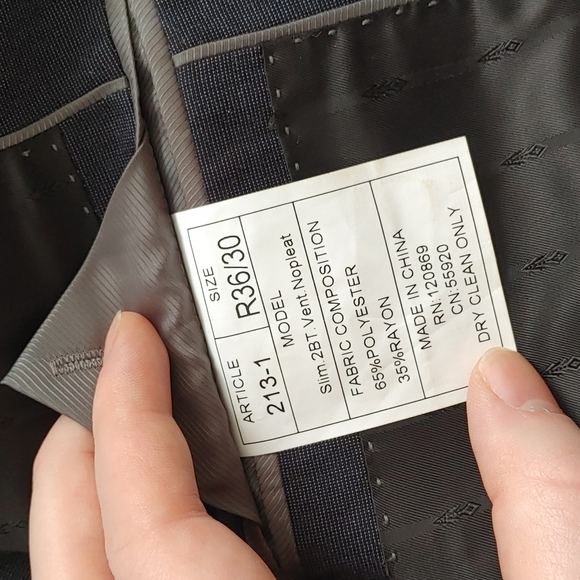 SIZE
R36/30
ARTICLE
213-1
MODEL
Slim.2BT.Vent.Nopleat
FABRIC COMPOSITION
65%POLYESTER
35%RAYON
MADE IN CHINA
RN:120869
CN:55920
DRY CLEAN ONLY